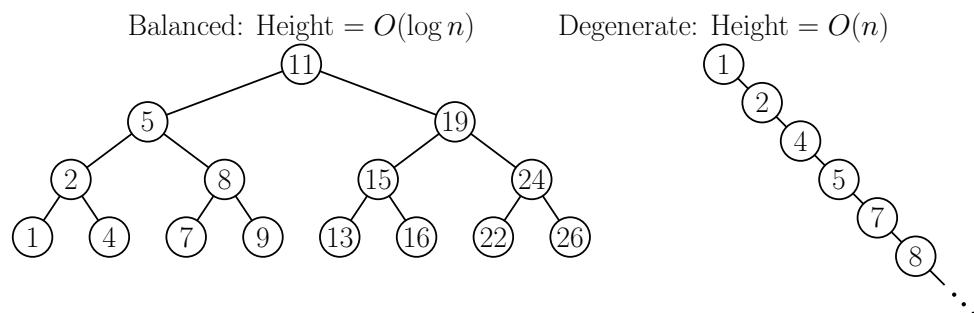 Balanced: Height = O(log n)
Degenerate: Height = O(n)
11
5 19
2 8 15 24
1 4 7 9 13 16 22 26
1
2
4
5
7
8
⋱